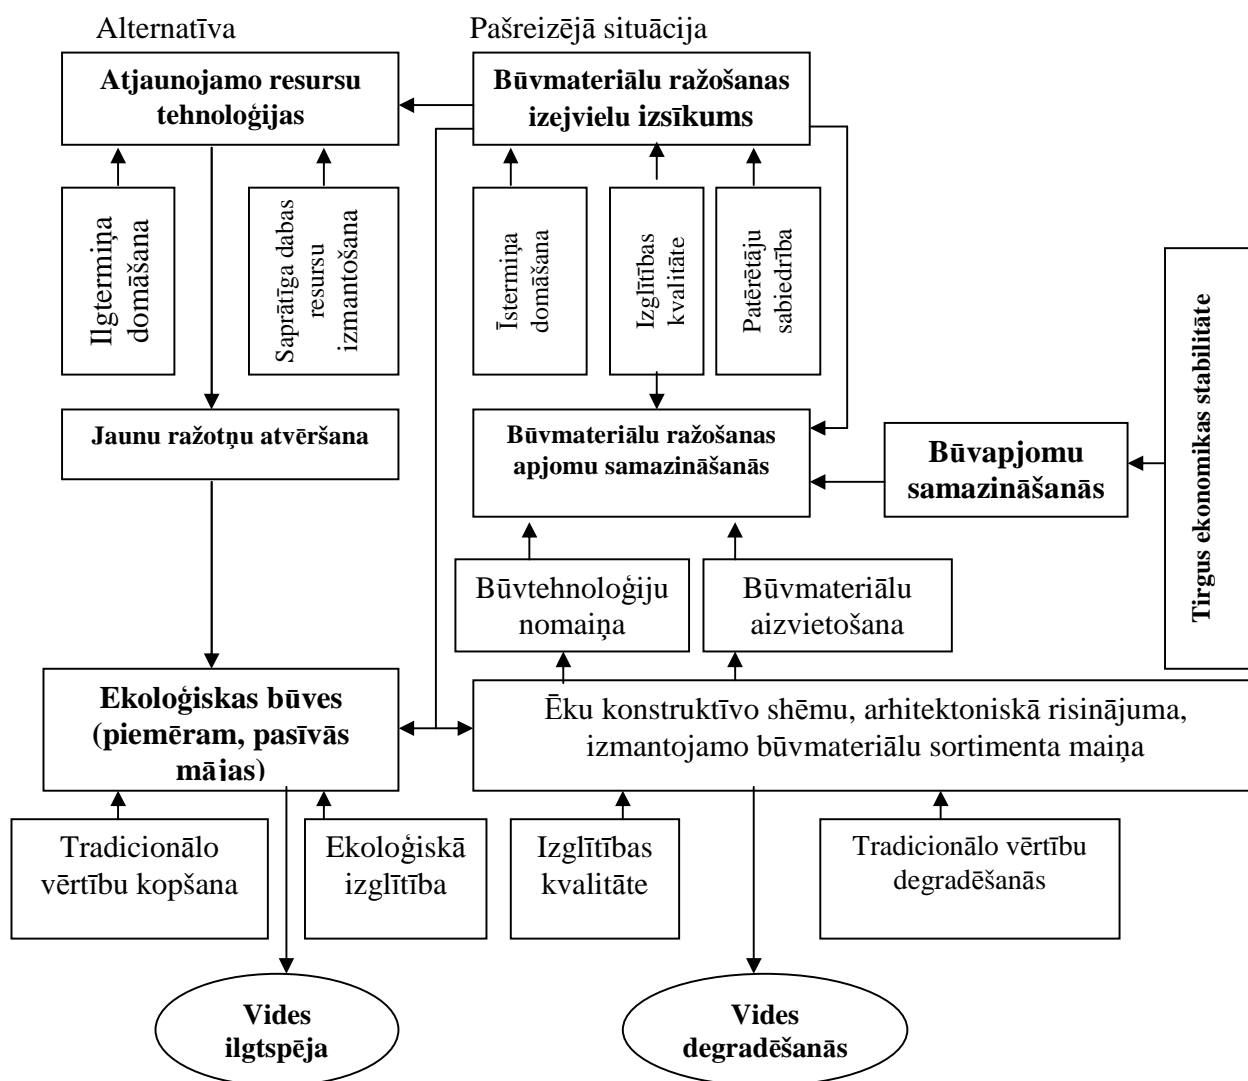 Alternatīva
Pašreizējā situācija
Atjaunojamo resursu
tehnoloģijas
Būvmateriālu ražošanas
izejvielu izsīkums
Ilgtermiņa
domāšana
Saprātīga dabas
resursu
izmantošana
Īstermiņa
domāšana
Izglītības
kvalitāte
Patērētāju
sabiedrība
Tirgus ekonomikas stabilitāte
Jaunu ražotņu atvēršana
Būvmateriālu ražošanas
apjomu samazināšanās
Būvapjomu
samazināšanās
Būvtehnoloģiju
nomaiņa
Būvmateriālu
aizvietošana
Ekoloģiskas būves
(piemēram, pasīvās
mājas)
Ēku konstruktīvo shēmu, arhitektoniskā risinājuma,
izmantojamo būvmateriālu sortimenta maiņa
Tradicionālo
vērtību kopšana
Ekoloģiskā
izglītība
Izglītības
kvalitāte
Tradicionālo vērtību
degradēšanās
Vides
ilgtspēja
Vides
degradēšanās